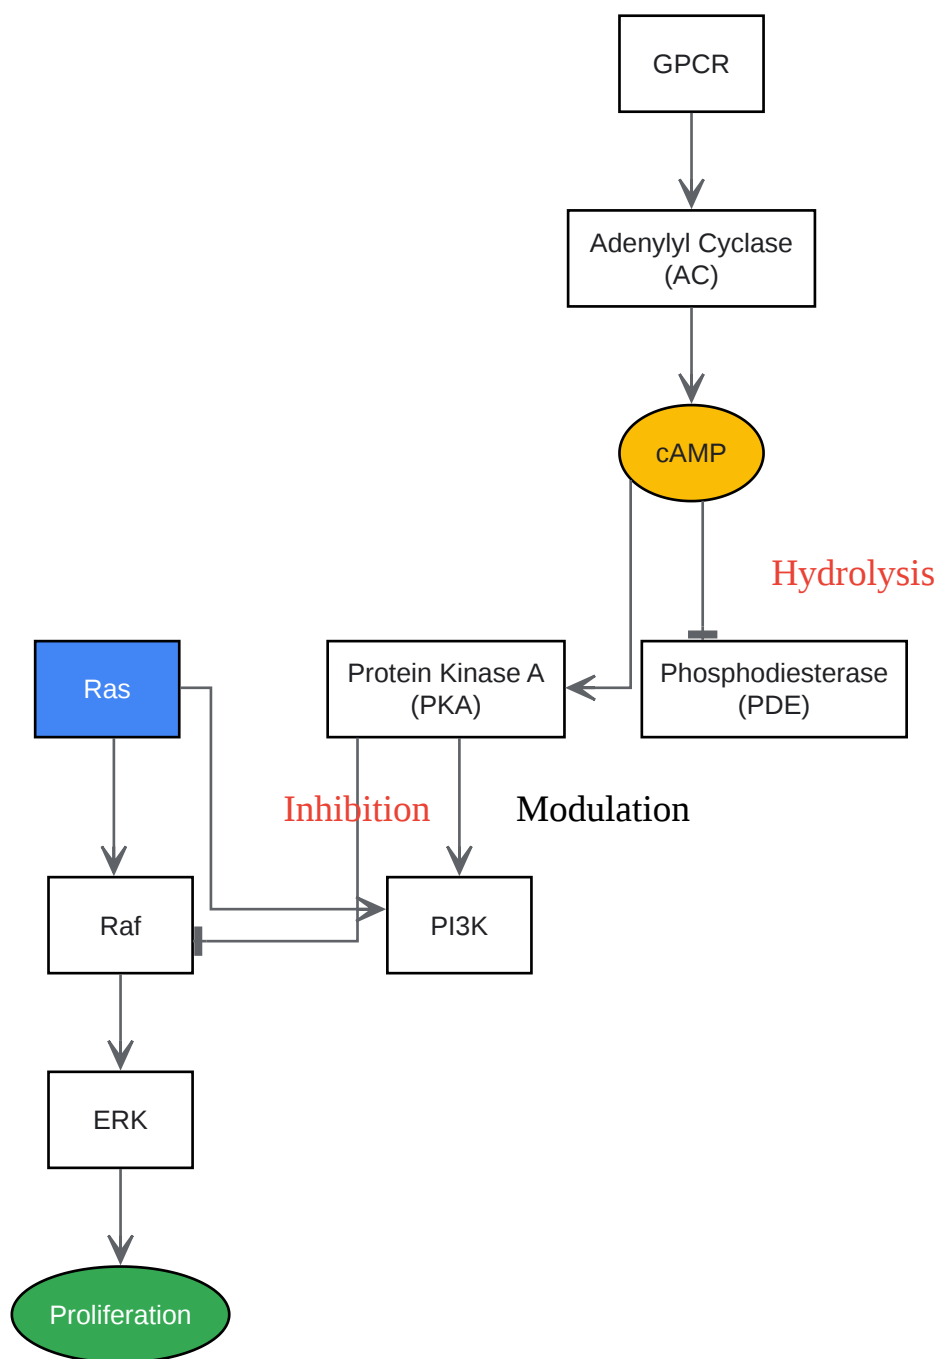 GPCR
Adenylyl Cyclase
(AC)
cAMP
Hydrolysis
Ras
Protein Kinase A
(PKA)
Phosphodiesterase
(PDE)
Inhibition
Modulation
Raf
PI3K
ERK
Proliferation